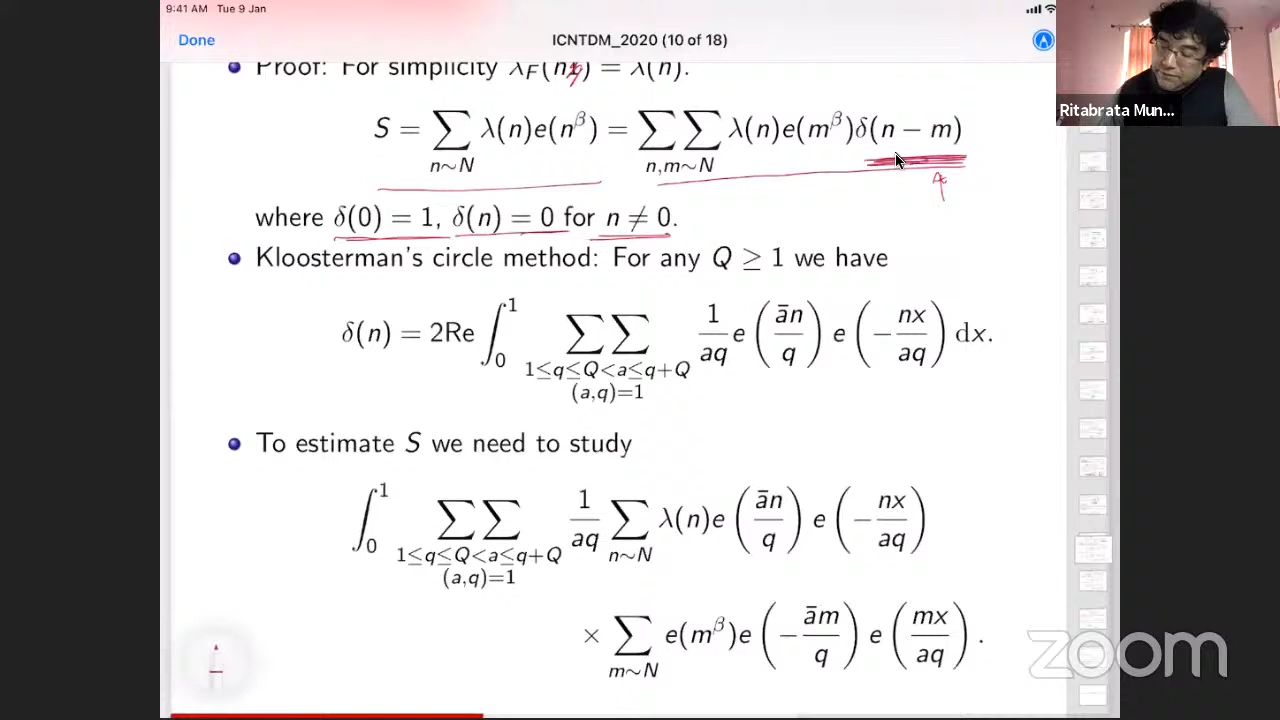 9:41 AM Tue 9 Jan
Done
ICNTDM_2020 (10 of 18)
Ritabrata Mun...
Proof: For simplicity λ_F(n, 1) = λ(n).
S = ∑_{n∼N} λ(n)e(n^β) = ∑∑_{n,m∼N} λ(n)e(m^β)δ(n − m)
where δ(0) = 1, δ(n) = 0 for n ≠ 0.
Kloosterman's circle method: For any Q ≥ 1 we have
δ(n) = 2Re ∫_0^1 ∑∑_{1≤q≤Q<a≤q+Q, (a,q)=1} 1/aq e(ān/q) e(−nx/aq) dx.
To estimate S we need to study
∫_0^1 ∑∑_{1≤q≤Q<a≤q+Q, (a,q)=1} 1/aq ∑_{n∼N} λ(n)e(ān/q) e(−nx/aq)
× ∑_{m∼N} e(m^β)e(−ām/q) e(mx/aq).
zoom